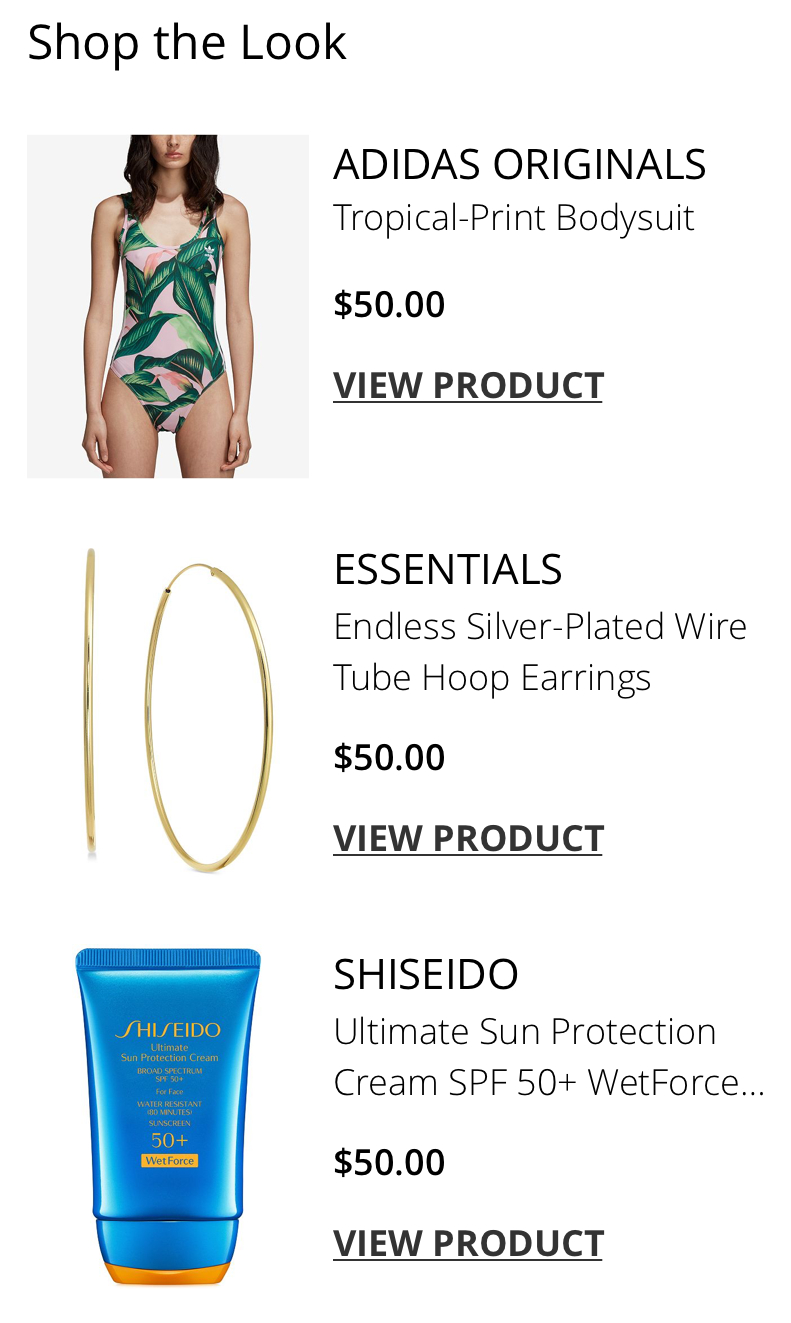 Shop the Look
ADIDAS ORIGINALS
Tropical-Print Bodysuit
$50.00
VIEW PRODUCT
ESSENTIALS
Endless Silver-Plated Wire
Tube Hoop Earrings
$50.00
VIEW PRODUCT
SHISEIDO
Ultimate
Sun Protection Cream
BROAD SPECTRUM
SPF 50+
For Face
WATER RESISTANT
(80 MINUTES)
SUNSCREEN
50+
WetForce
SHISEIDO
Ultimate Sun Protection
Cream SPF 50+ WetForce...
$50.00
VIEW PRODUCT